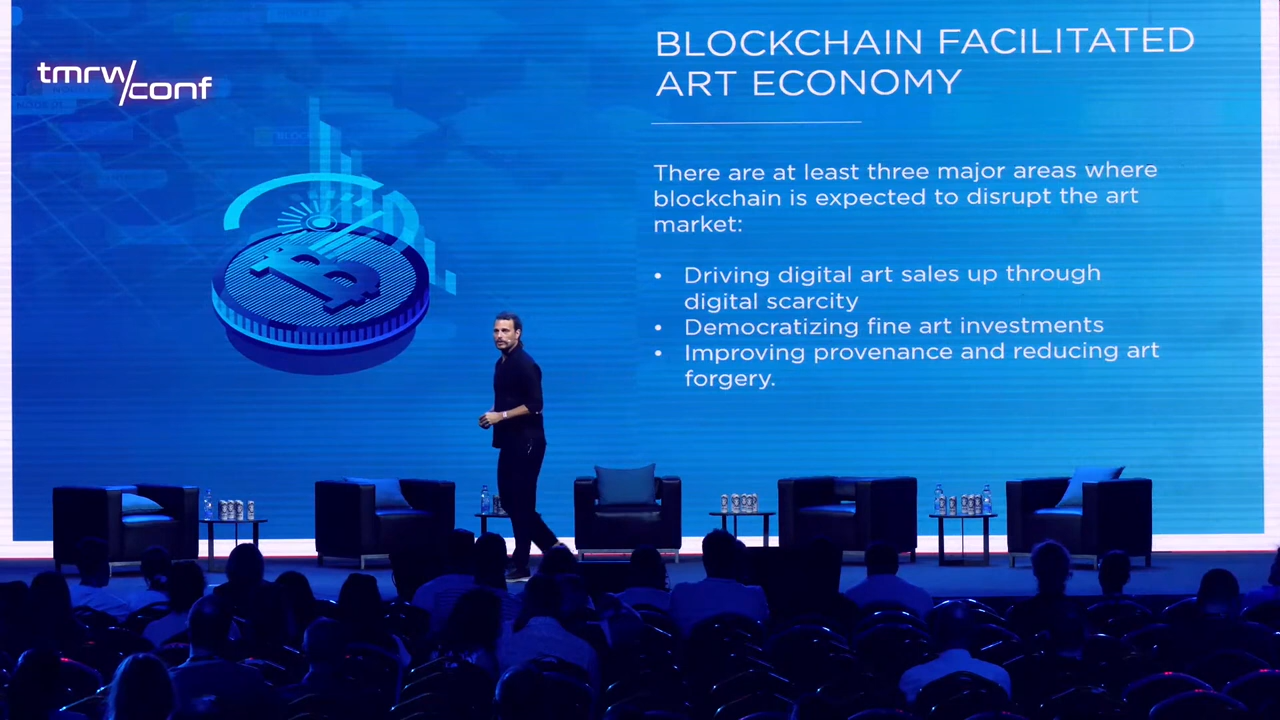 tmrw/conf
BLOCKCHAIN FACILITATED
ART ECONOMY
There are at least three major areas where
blockchain is expected to disrupt the art
market:
• Driving digital art sales up through
digital scarcity
• Democratizing fine art investments
• Improving provenance and reducing art
forgery.